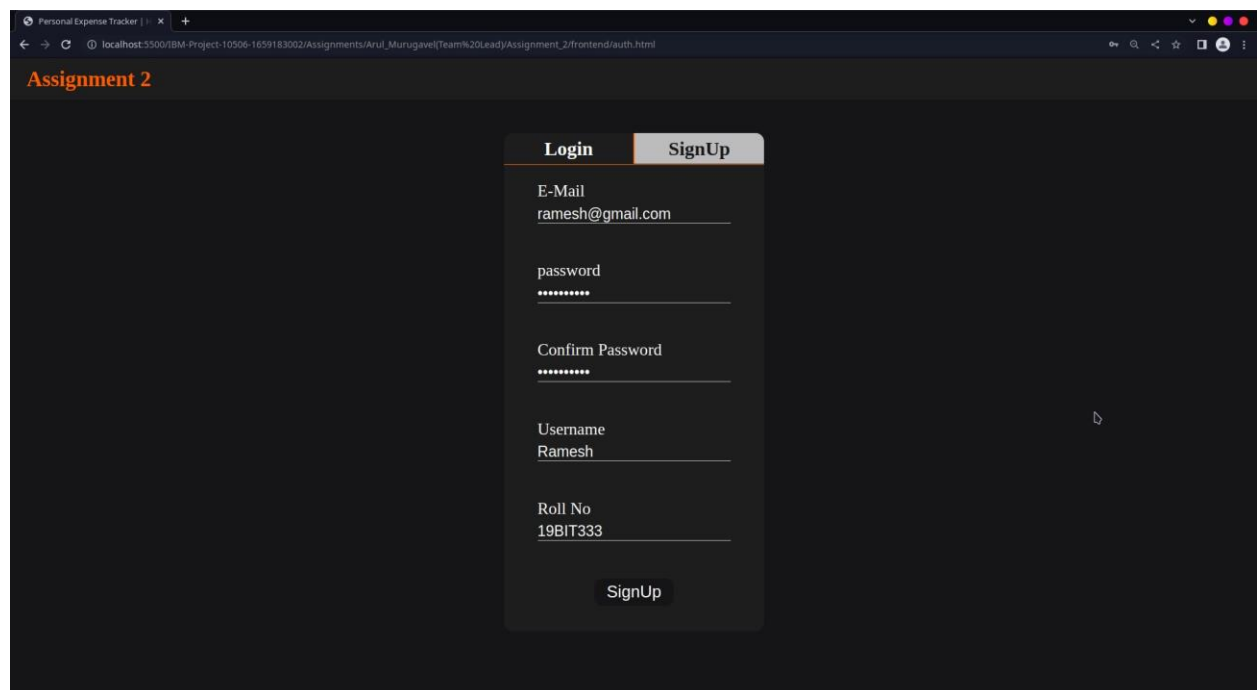 Personal Expense Tracker |
localhost:5500/IBM-Project-10506-1659183002/Assignments/Arul_Murugavel(Team%20Lead)/Assignment_2/frontend/auth.html
Assignment 2
Login SignUp
E-Mail
ramesh@gmail.com
password
••••••••••
Confirm Password
••••••••••
Username
Ramesh
Roll No
19BIT333
SignUp